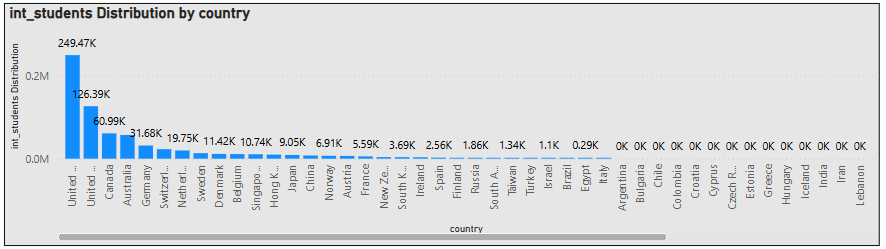 int_students Distribution by country
int_students Distribution
0.2M
0.0M
249.47K
126.39K
60.99K
31.68K
19.75K
11.42K
10.74K
9.05K
6.91K
5.59K
3.69K
2.56K
1.86K
1.34K
1.1K
0.29K
0K
0K
0K
0K
0K
0K
0K
0K
0K
0K
0K
0K
0K
0K
United ...
United ...
Canada
Australia
Germany
Switzerl...
Netherl...
Sweden
Denmark
Belgium
Singapo...
Hong K...
Japan
China
Norway
Austria
France
New Ze...
South K...
Ireland
Spain
Finland
Russia
South A...
Taiwan
Turkey
Israel
Brazil
Egypt
Italy
Argentina
Bulgaria
Chile
Colombia
Croatia
Cyprus
Czech R...
Estonia
Greece
Hungary
Iceland
India
Iran
Lebanon
country